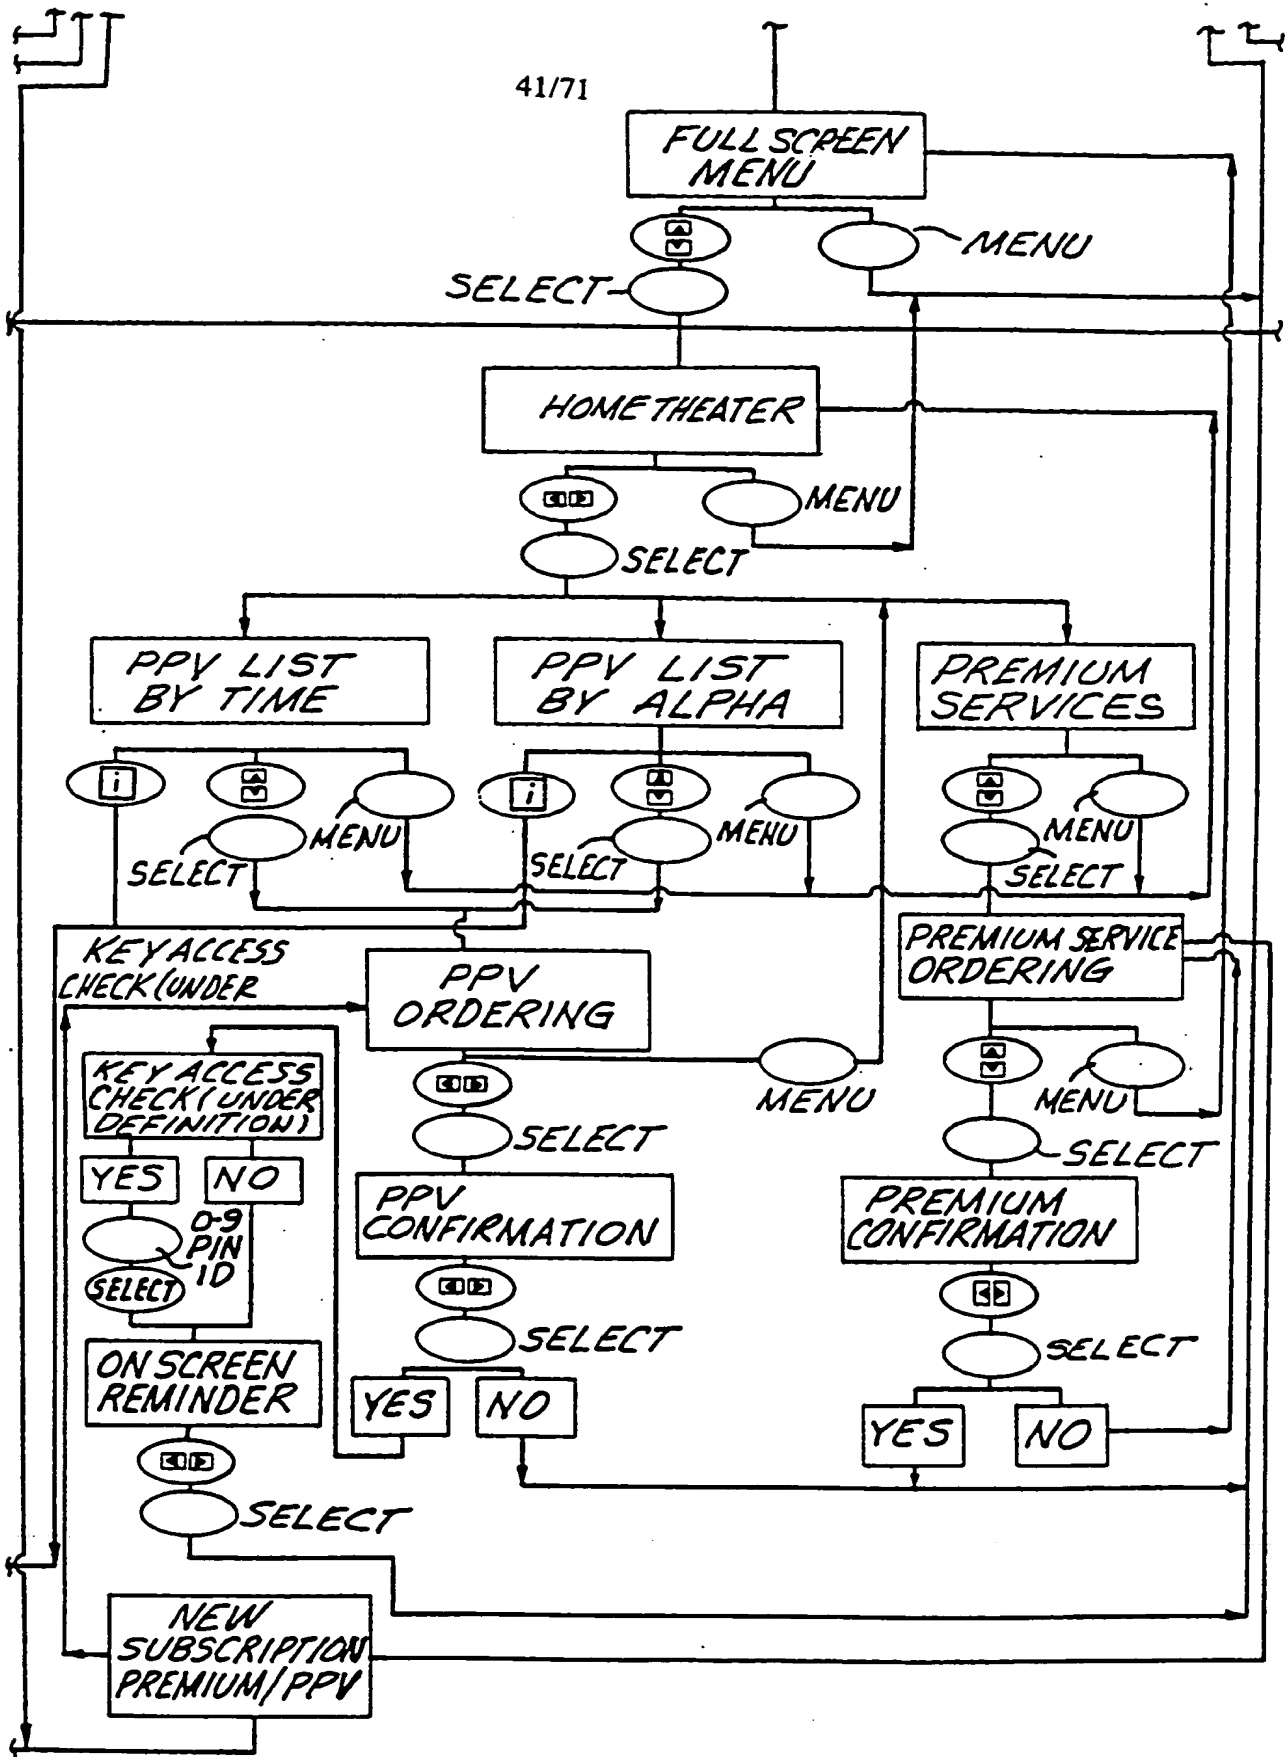 41/71
FULL SCREEN
MENU
MENU
SELECT
HOME THEATER
MENU
SELECT
PPV LIST
BY TIME
PPV LIST
BY ALPHA
PREMIUM
SERVICES
i
MENU
SELECT
i
MENU
SELECT
MENU
SELECT
KEY ACCESS
CHECK (UNDER
PPV
ORDERING
PREMIUM SERVICE
ORDERING
KEY ACCESS
CHECK (UNDER
DEFINITION)
MENU
MENU
SELECT
SELECT
YES
NO
0-9
PIN
ID
SELECT
PPV
CONFIRMATION
PREMIUM
CONFIRMATION
SELECT
SELECT
ON SCREEN
REMINDER
YES
NO
YES
NO
SELECT
NEW
SUBSCRIPTION
PREMIUM/PPV